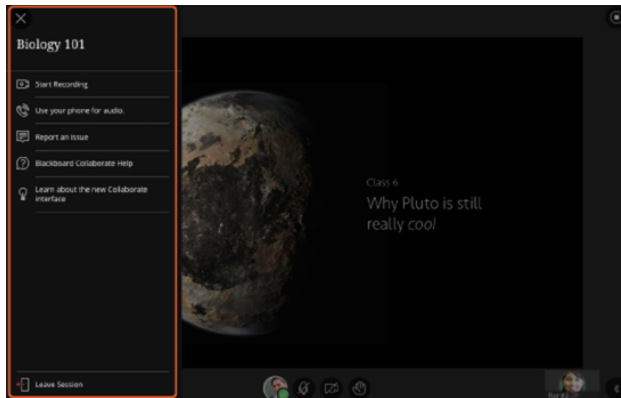 Biology 101
Start Recording
Use your phone for audio.
Report an issue
Blackboard Collaborate Help
Learn about the new Collaborate
interface
Class 6
Why Pluto is still
really cool
Leave Session